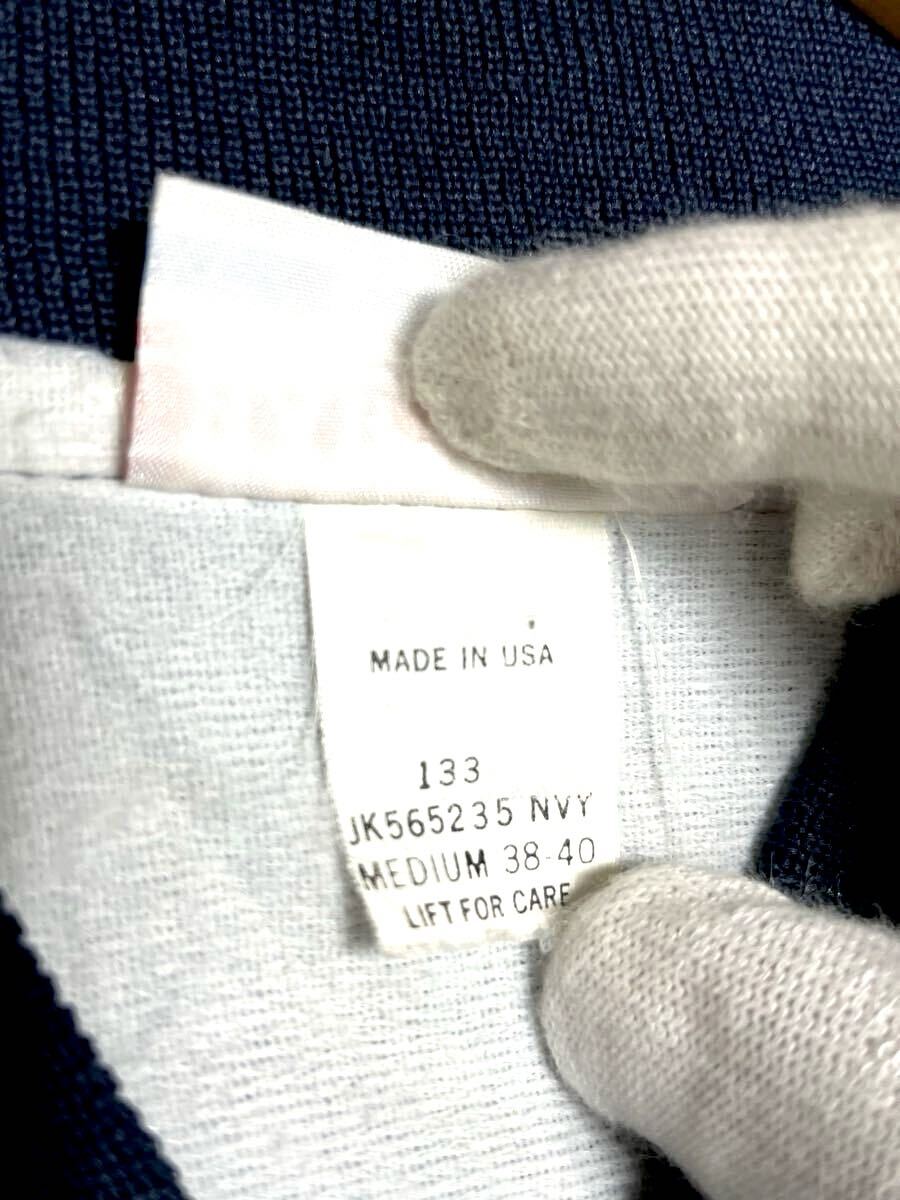 MADE IN USA
133
JK565235 NVY
MEDIUM 38-40
LIFT FOR CARE